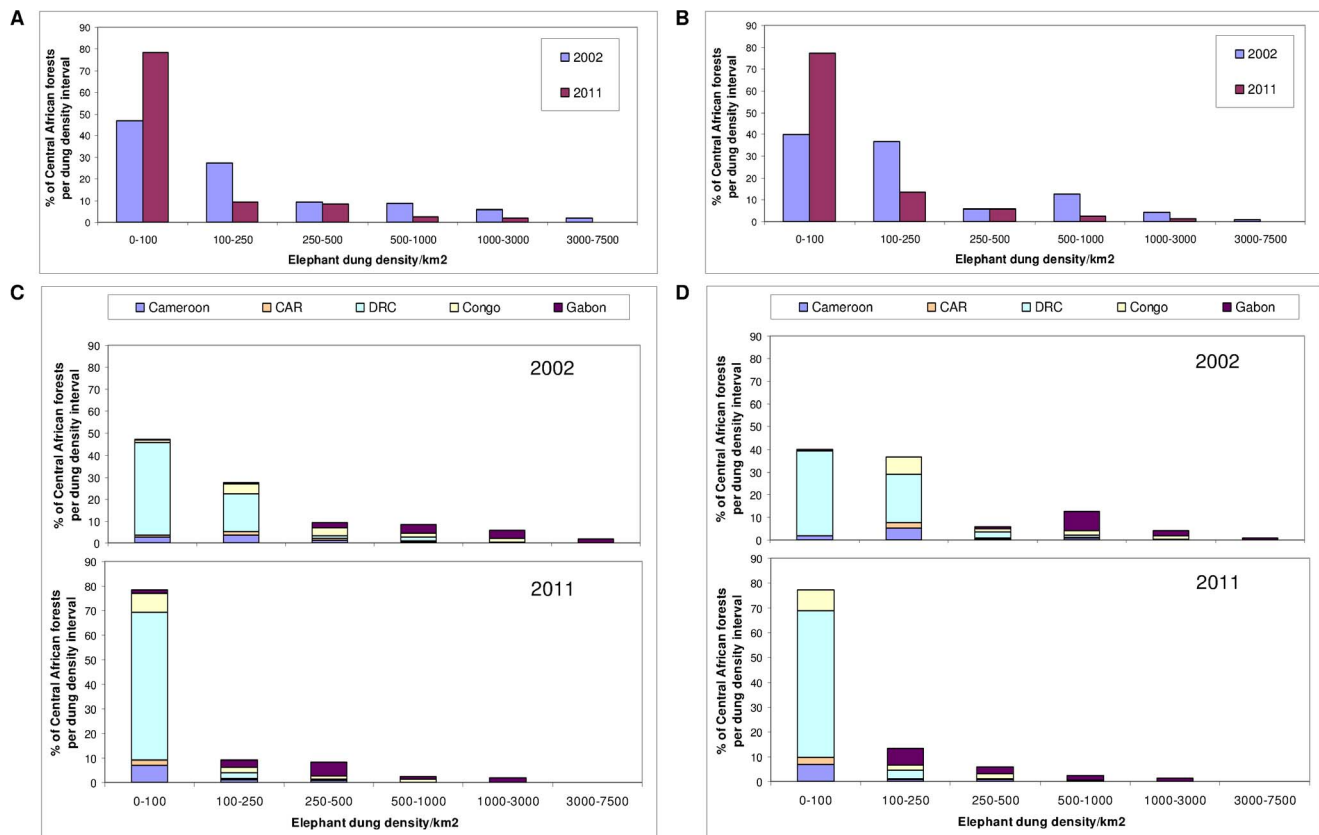 A
% of Central African forests
per dung density interval
90
80
70
60
50
40
30
20
10
0
2002
2011
0-100 100-250 250-500 500-1000 1000-3000 3000-7500
Elephant dung density/km2
B
% of Central African forests
per dung density interval
90
80
70
60
50
40
30
20
10
0
2002
2011
0-100 100-250 250-500 500-1000 1000-3000 3000-7500
Elephant dung density/km2
C
Cameroon CAR DRC Congo Gabon
% of Central African forests
per dung density interval
90
80
70
60
50
40
30
20
10
0
2002
% of Central African forests
per dung density interval
90
80
70
60
50
40
30
20
10
0
2011
0-100 100-250 250-500 500-1000 1000-3000 3000-7500
Elephant dung density/km2
D
Cameroon CAR DRC Congo Gabon
% of Central African forests
per dung density interval
90
80
70
60
50
40
30
20
10
0
2002
% of Central African forests
per dung density interval
90
80
70
60
50
40
30
20
10
0
2011
0-100 100-250 250-500 500-1000 1000-3000 3000-7500
Elephant dung density/km2